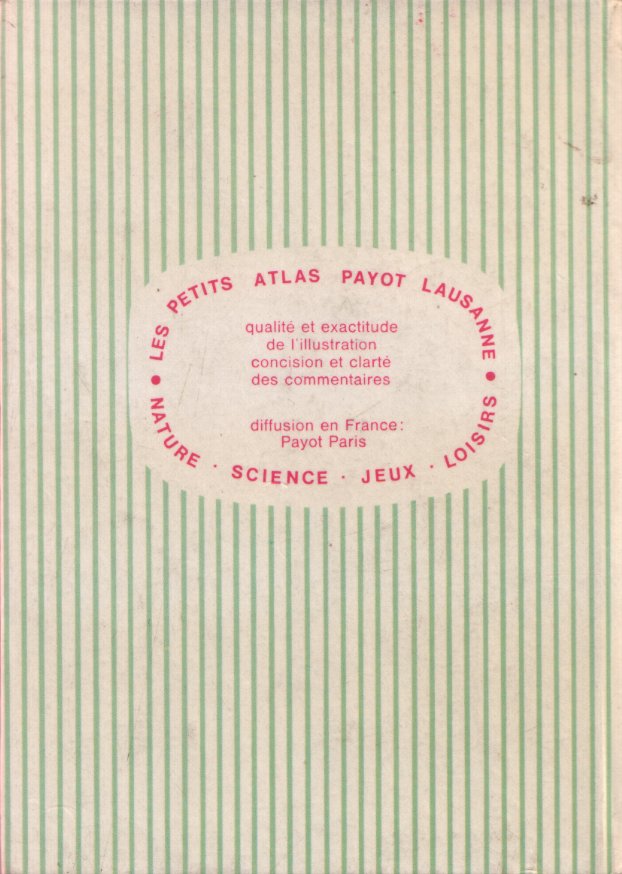 • LES PETITS ATLAS PAYOT LAUSANNE •
qualité et exactitude
de l'illustration
concision et clarté
des commentaires
diffusion en France:
Payot Paris
NATURE · SCIENCE · JEUX · LOISIRS